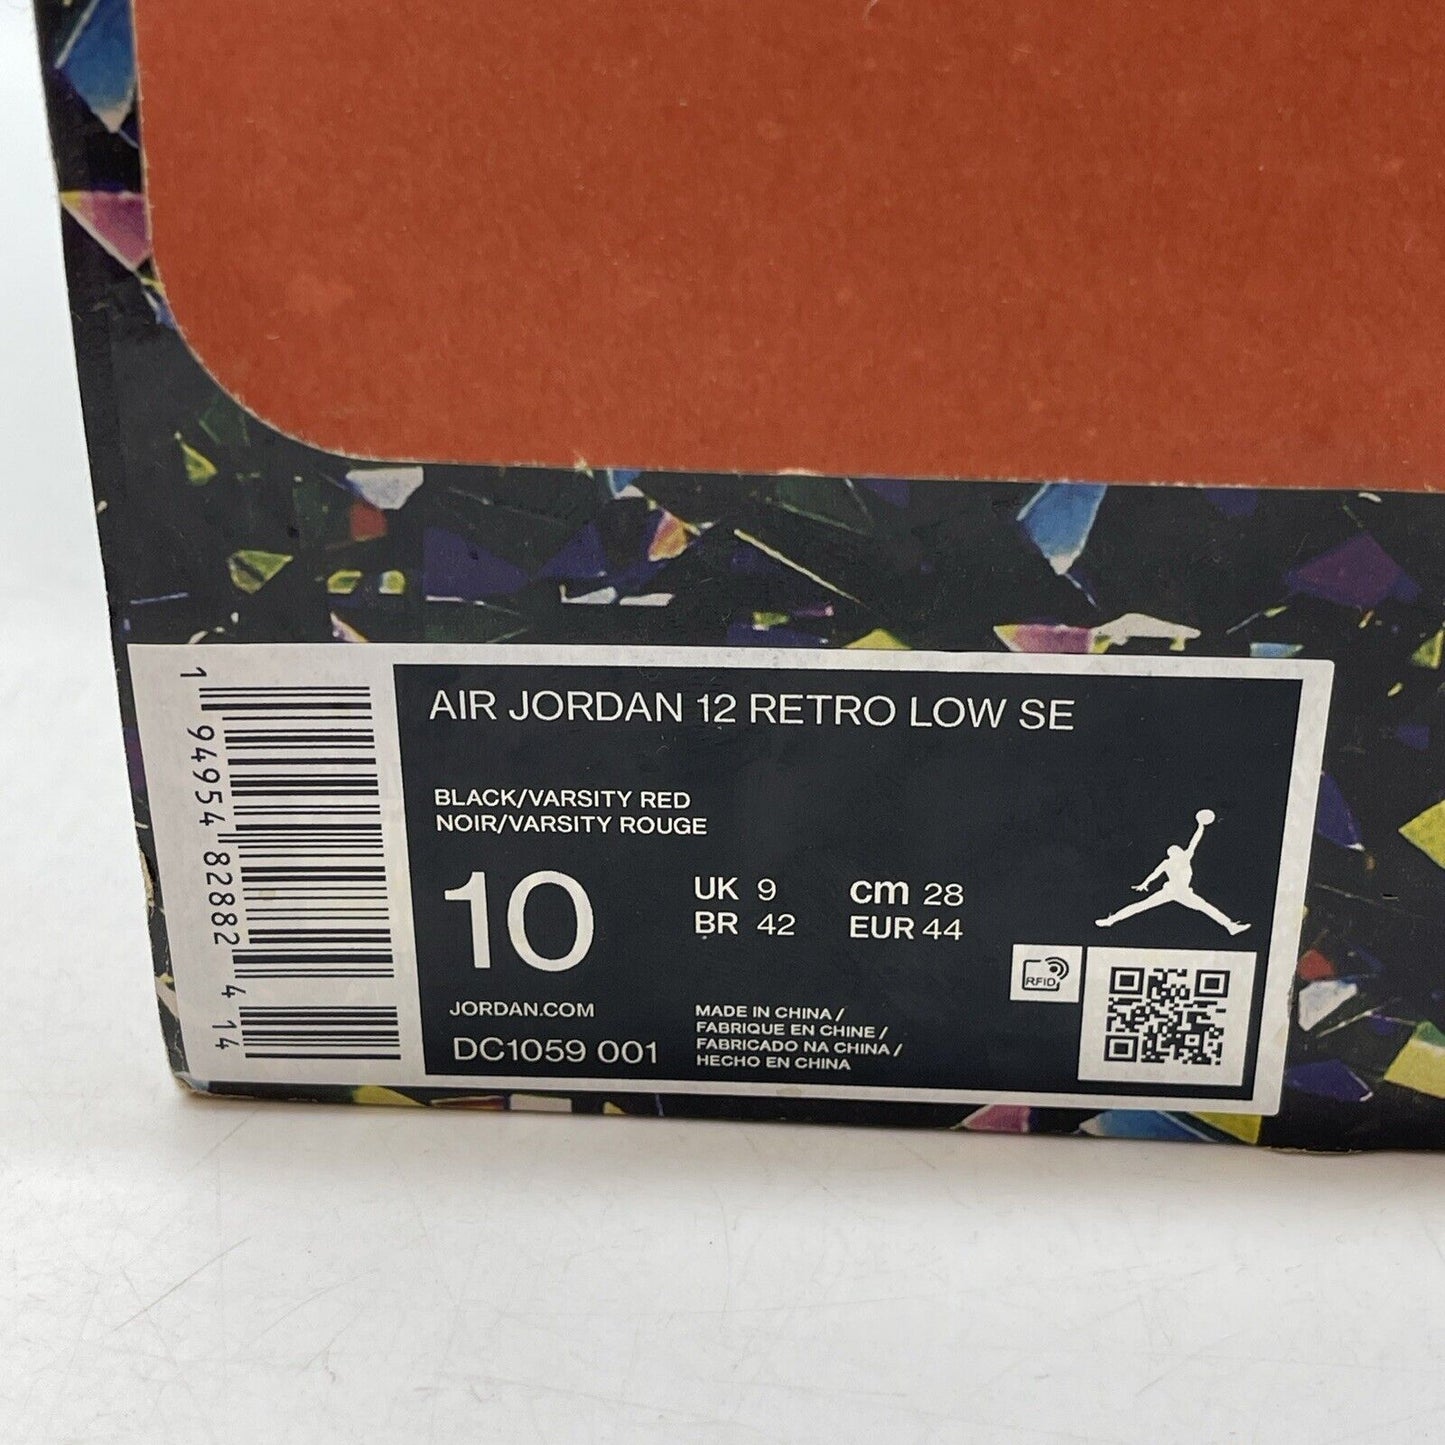 AIR JORDAN 12 RETRO LOW SE
BLACK/VARSITY RED
NOIR/VARSITY ROUGE
10
UK 9 cm 28
BR 42 EUR 44
RFID
JORDAN.COM
DC1059 001
MADE IN CHINA /
FABRIQUE EN CHINE /
FABRICADO NA CHINA /
HECHO EN CHINA
1 94954 82882 4 14